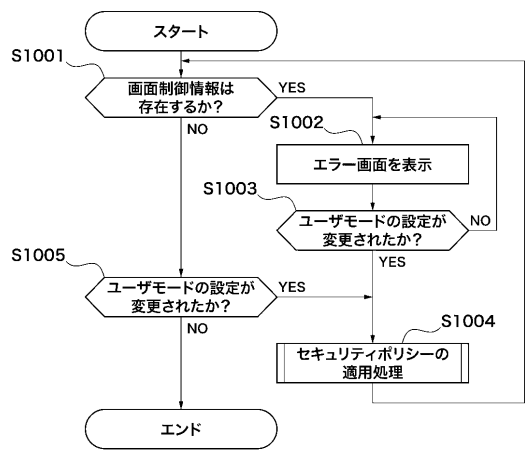 スタート
S1001
画面制御情報は
存在するか?
YES
NO
S1002
エラー画面を表示
S1003
ユーザモードの設定が
変更されたか?
NO
YES
S1005
ユーザモードの設定が
変更されたか?
YES
NO
S1004
セキュリティポリシーの
適用処理
エンド